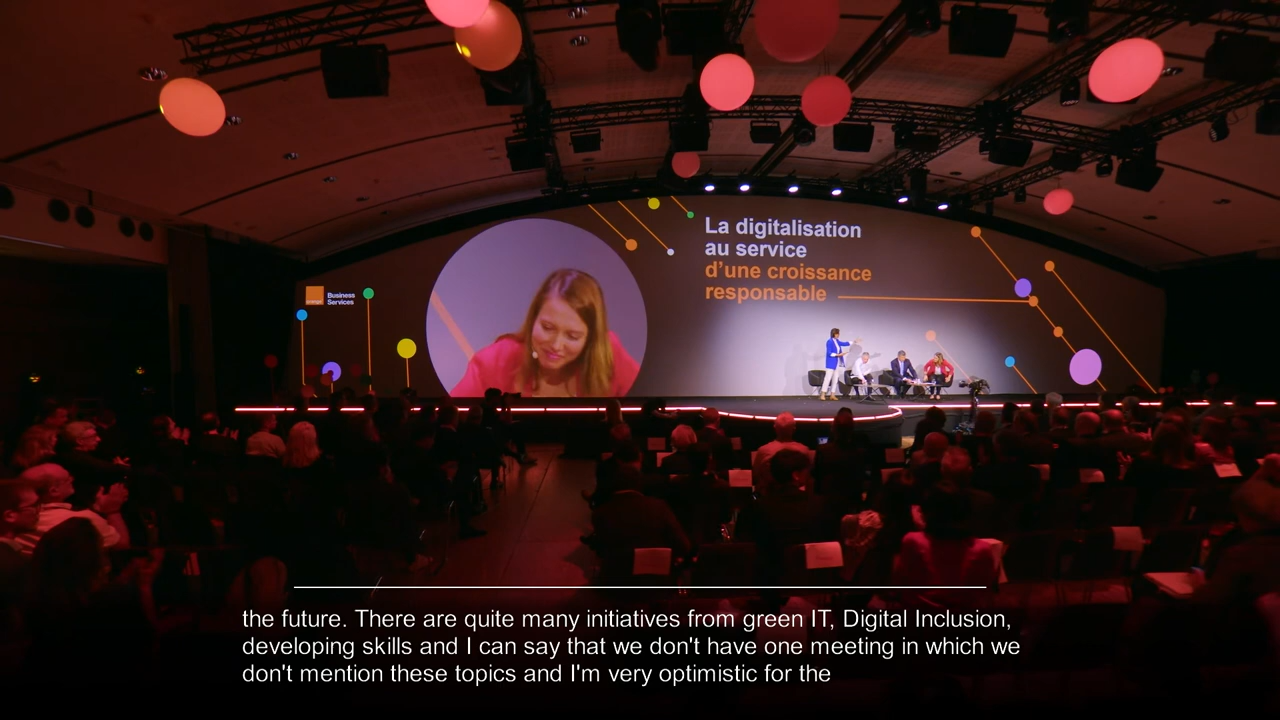 La digitalisation
au service
d’une croissance
responsable
Business
Services
the future. There are quite many initiatives from green IT, Digital Inclusion,
developing skills and I can say that we don't have one meeting in which we
don't mention these topics and I'm very optimistic for the